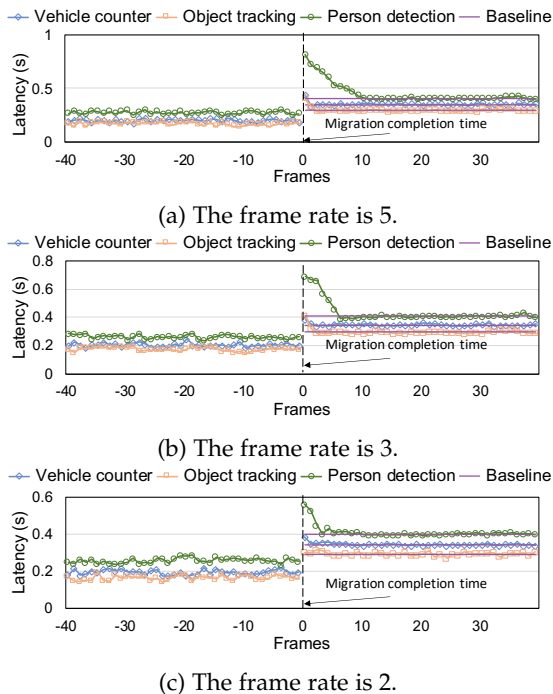 Vehicle counter Object tracking Person detection Baseline
1
0.5
0
Latency (s)
Migration completion time
-40 -30 -20 -10 0 10 20 30
Frames
(a) The frame rate is 5.
Vehicle counter Object tracking Person detection Baseline
0.8
0.6
0.4
0.2
0
Latency (s)
Migration completion time
-40 -30 -20 -10 0 10 20 30
Frames
(b) The frame rate is 3.
Vehicle counter Object tracking Person detection Baseline
0.6
0.4
0.2
0
Latency (s)
Migration completion time
-40 -30 -20 -10 0 10 20 30
Frames
(c) The frame rate is 2.